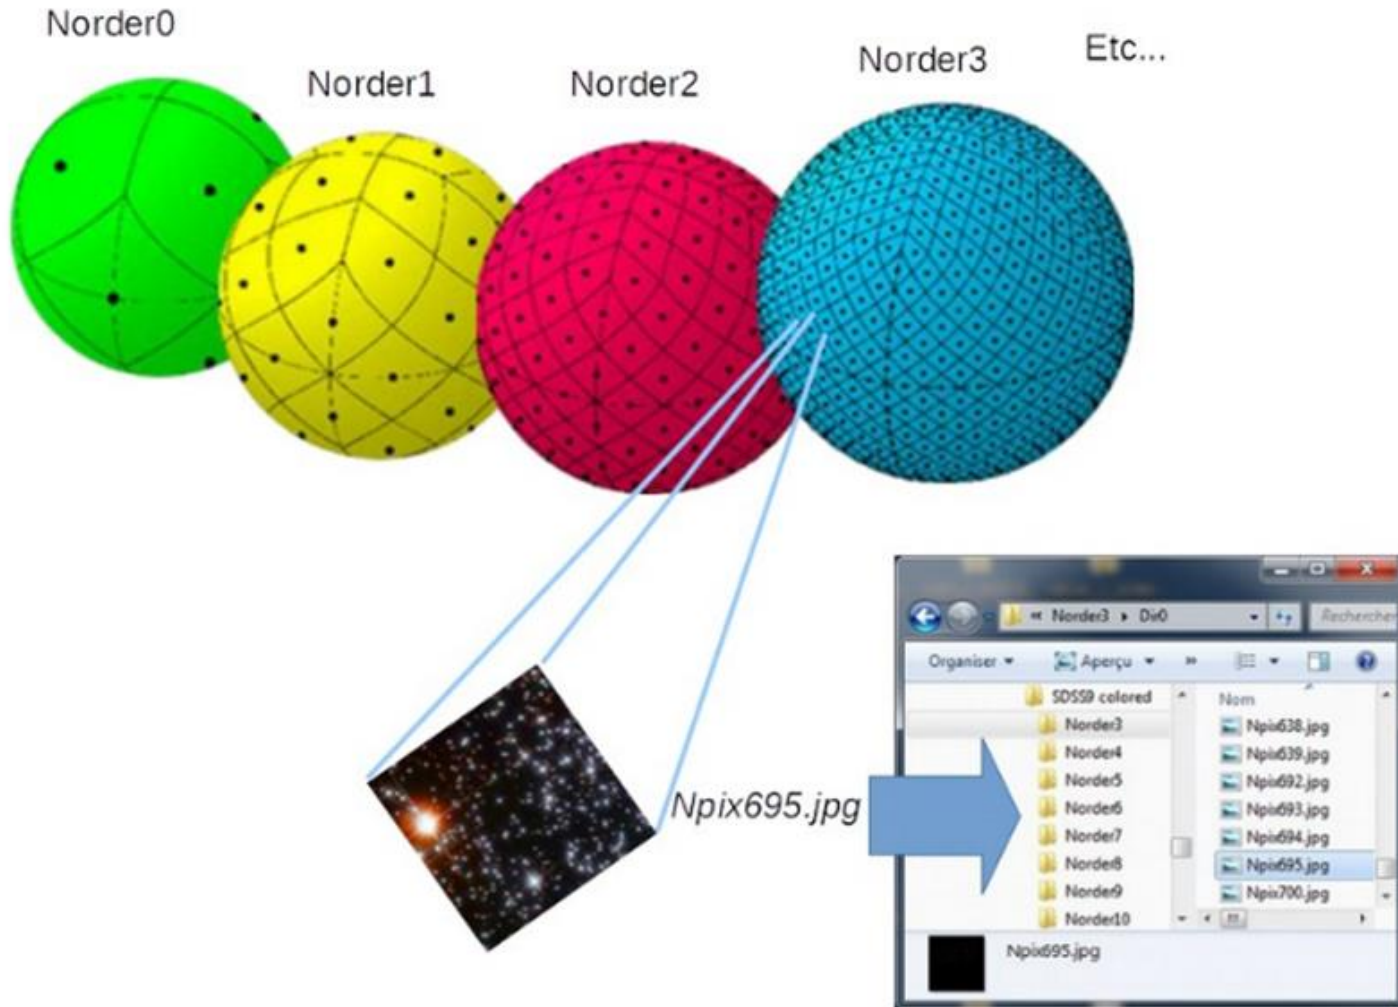 Norder0
Norder1
Norder2
Norder3
Etc...
Npix695.jpg
« Norder3 ▸ Dir0
Rechercher
Organiser
Aperçu
»
SDSS9 colored
Norder3
Norder4
Norder5
Norder6
Norder7
Norder8
Norder9
Norder10
Nom
Npix638.jpg
Npix639.jpg
Npix692.jpg
Npix693.jpg
Npix694.jpg
Npix695.jpg
Npix700.jpg
Npix695.jpg